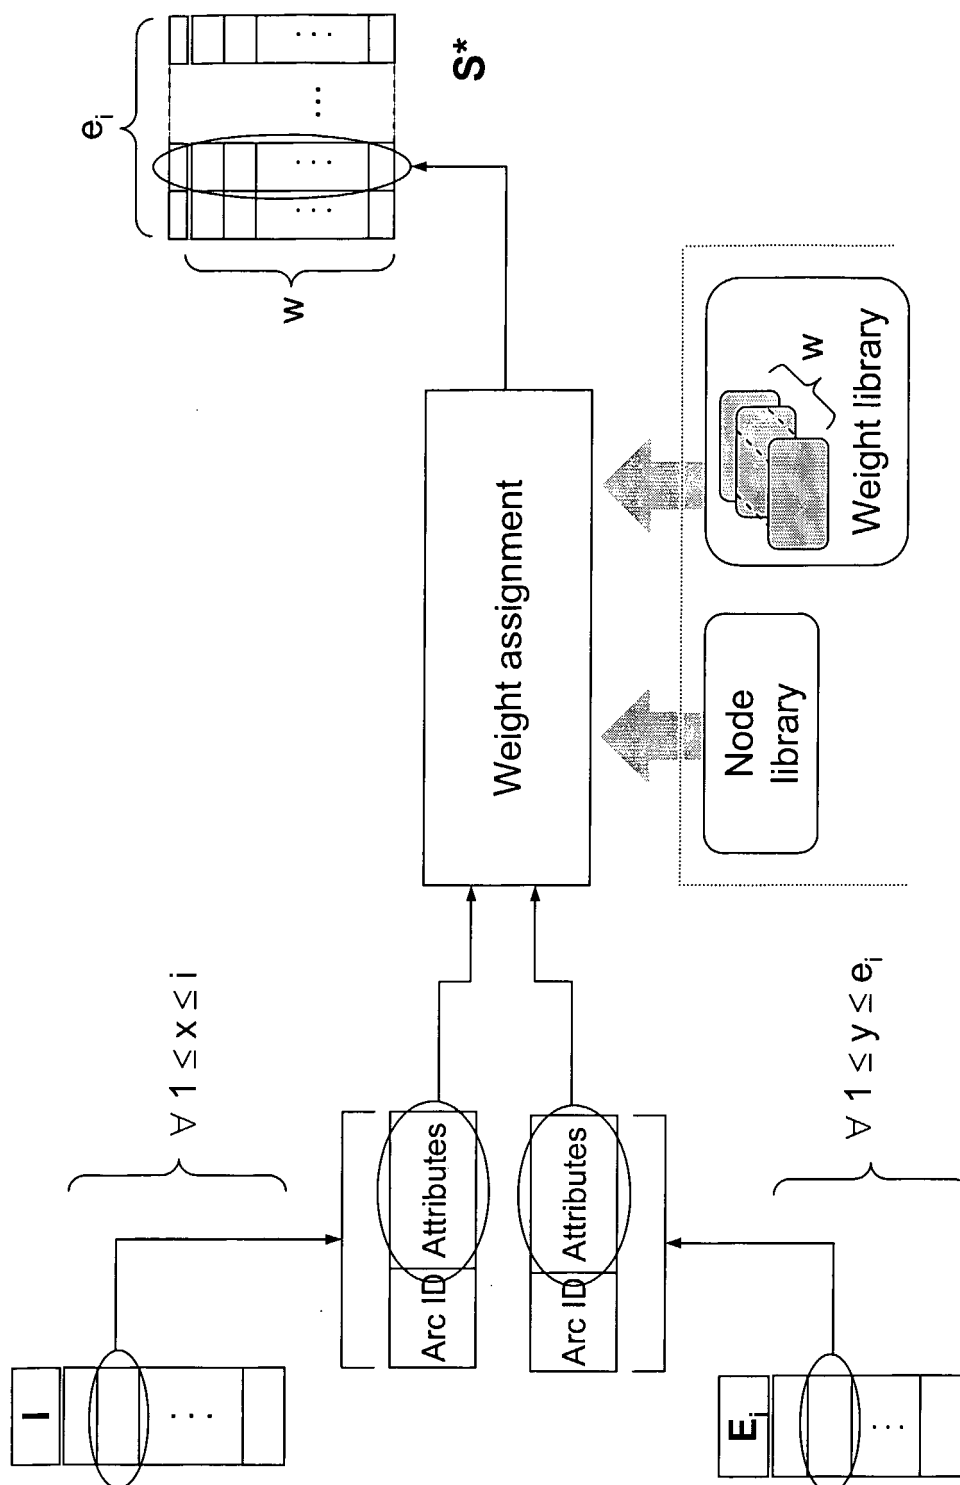 I
∀ 1 ≤ x ≤ i
Arc ID
Attributes
Arc ID
Attributes
Eᵢ
∀ 1 ≤ y ≤ eᵢ
Weight assignment
Node
library
w
Weight library
eᵢ
w
S*